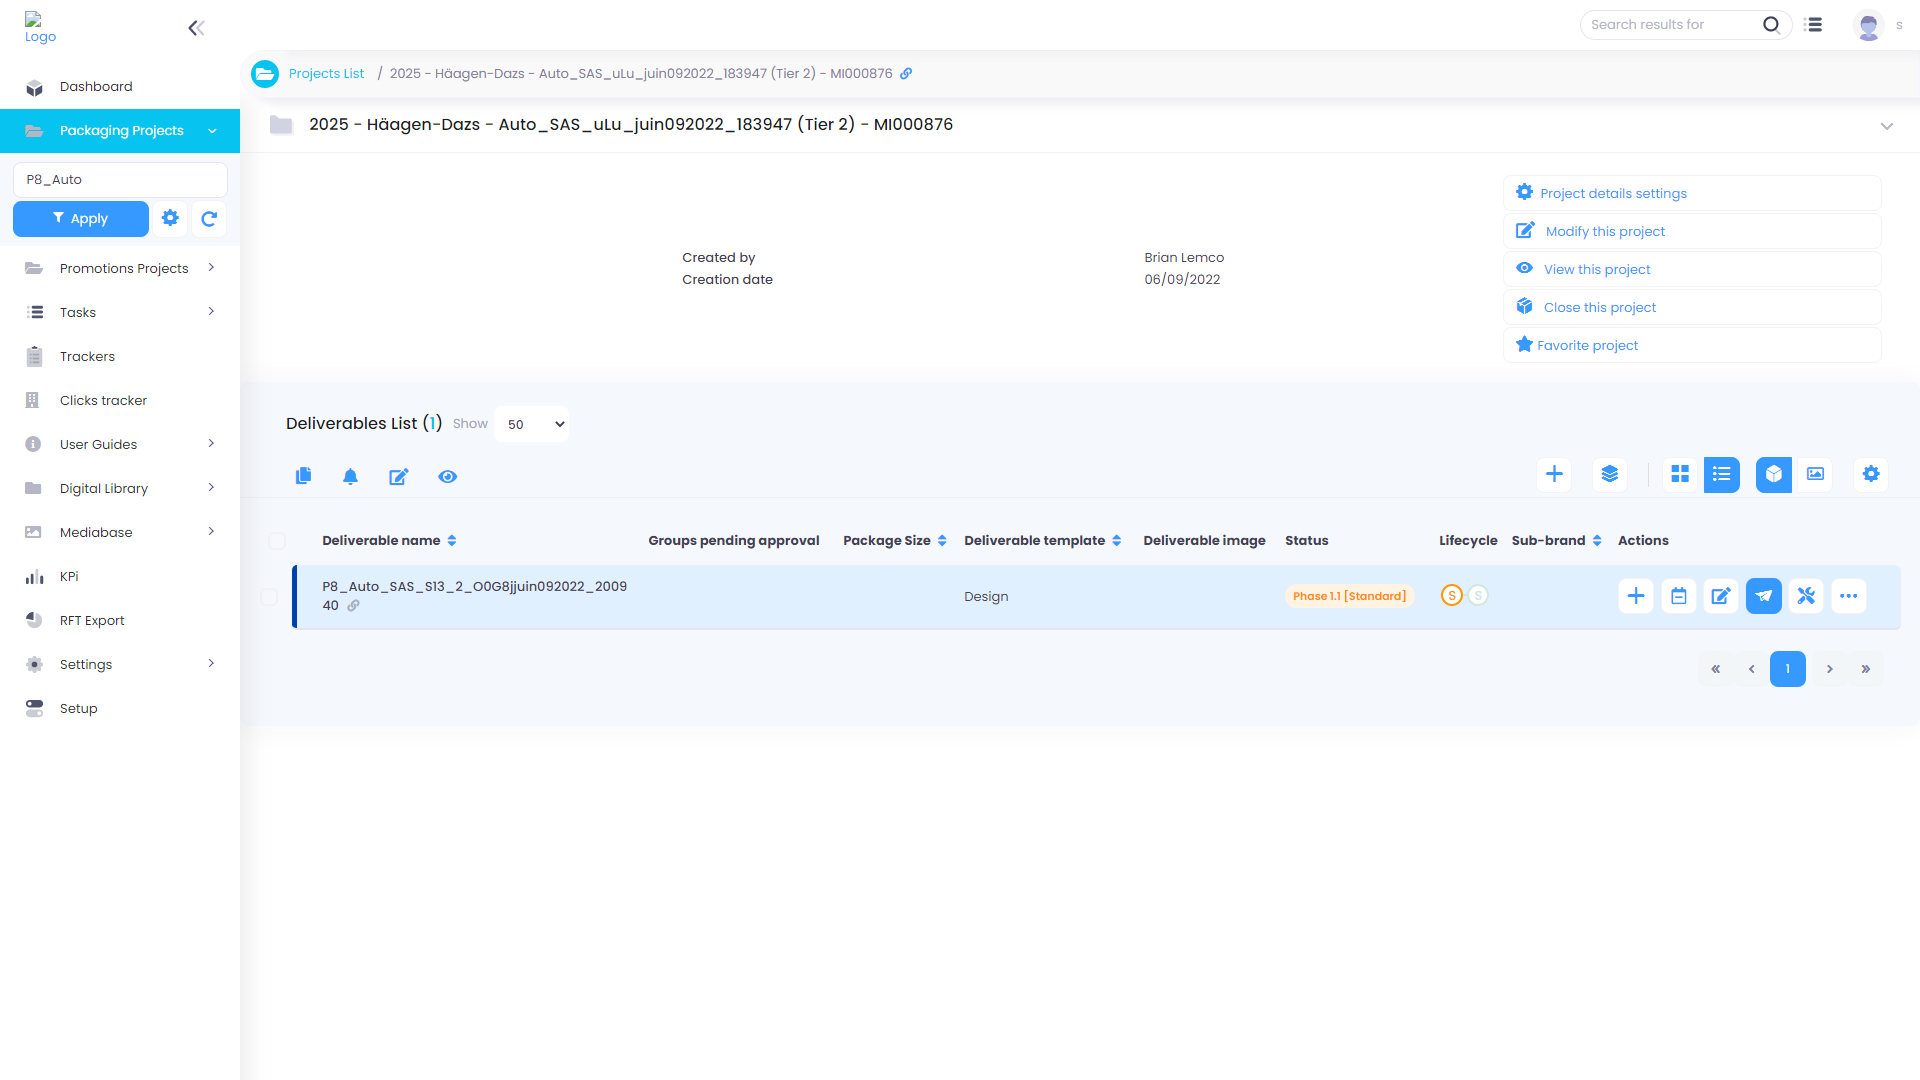 Logo
Search results for
s
Dashboard
Packaging Projects
P8_Auto
Apply
Promotions Projects
Tasks
Trackers
Clicks tracker
User Guides
Digital Library
Mediabase
KPi
RFT Export
Settings
Setup
Projects List / 2025 - Häagen-Dazs - Auto_SAS_uLu_juin092022_183947 (Tier 2) - MI000876
2025 - Häagen-Dazs - Auto_SAS_uLu_juin092022_183947 (Tier 2) - MI000876
Created by Brian Lemco
Creation date 06/09/2022
Project details settings
Modify this project
View this project
Close this project
Favorite project
Deliverables List (1) Show 50
Deliverable name Groups pending approval Package Size Deliverable template Deliverable image Status Lifecycle Sub-brand Actions
P8_Auto_SAS_S13_2_O0G8jjuin092022_2009
40
Design
Phase 1.1 [Standard]
S S
« ‹ 1 › »